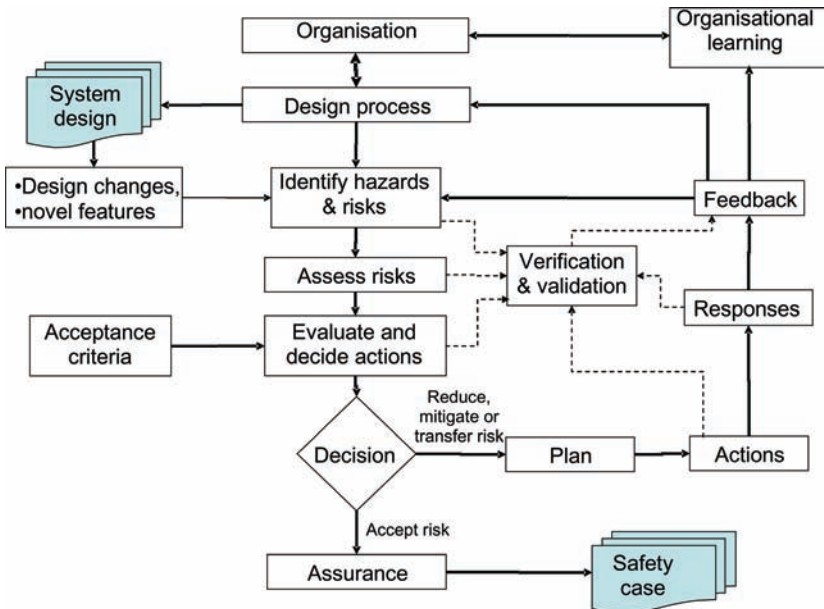 Organisation
Organisational
learning
System
design
Design process
•Design changes,
novel features
Identify hazards
& risks
Feedback
Assess risks
Verification
& validation
Responses
Acceptance
criteria
Evaluate and
decide actions
Reduce,
mitigate or
transfer risk
Decision
Plan
Actions
Accept risk
Assurance
Safety
case